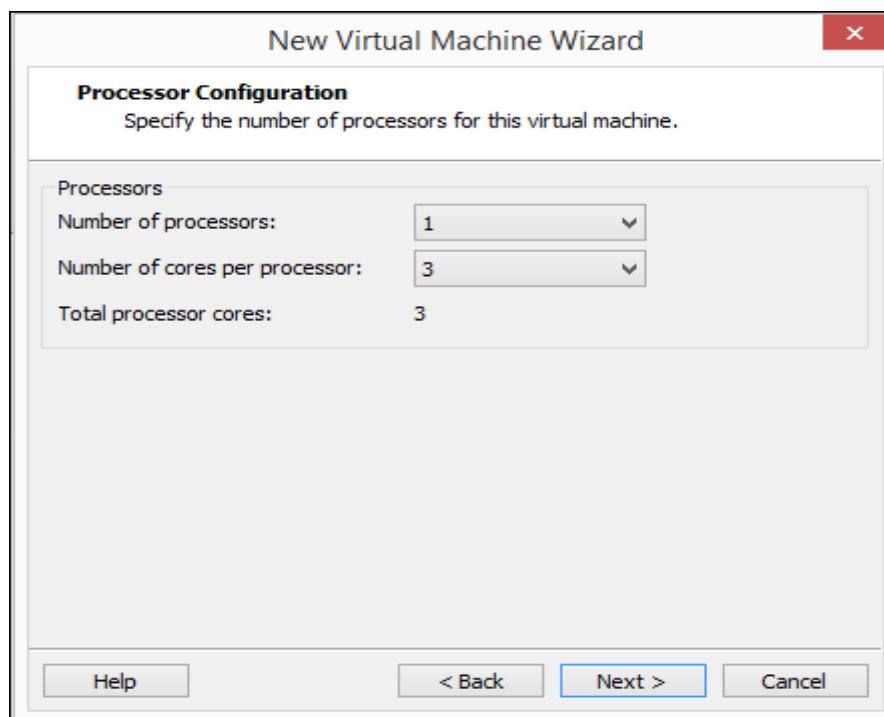 New Virtual Machine Wizard
Processor Configuration
Specify the number of processors for this virtual machine.
Processors
Number of processors: 1
Number of cores per processor: 3
Total processor cores: 3
Help < Back Next > Cancel